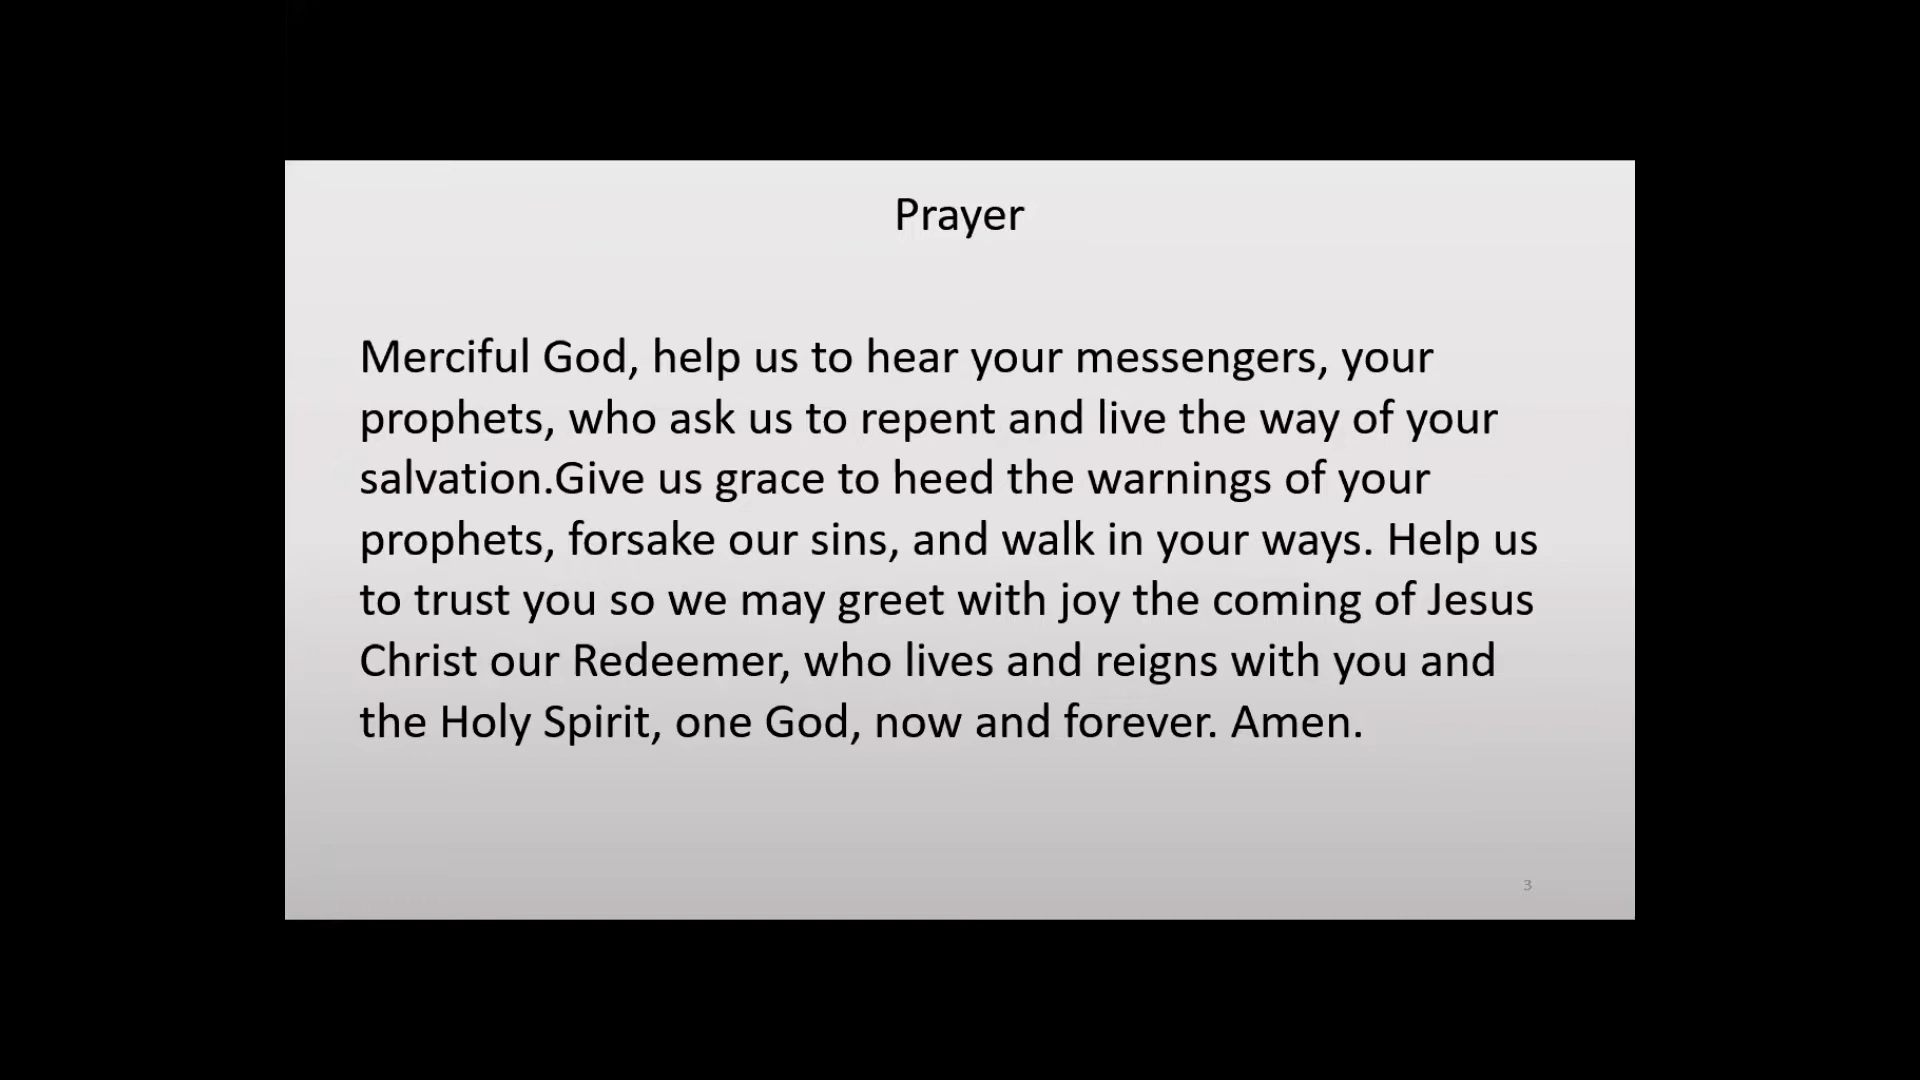 Prayer
Merciful God, help us to hear your messengers, your
prophets, who ask us to repent and live the way of your
salvation.Give us grace to heed the warnings of your
prophets, forsake our sins, and walk in your ways. Help us
to trust you so we may greet with joy the coming of Jesus
Christ our Redeemer, who lives and reigns with you and
the Holy Spirit, one God, now and forever. Amen.
3